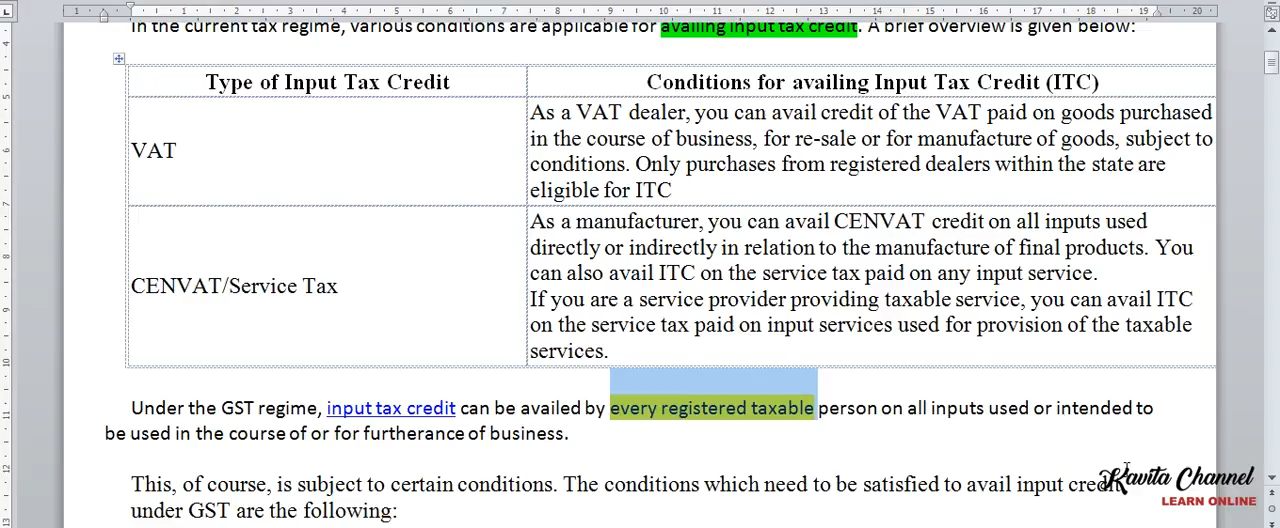 In the current tax regime, various conditions are applicable for availing input tax credit. A brief overview is given below:
Type of Input Tax Credit
Conditions for availing Input Tax Credit (ITC)
VAT
As a VAT dealer, you can avail credit of the VAT paid on goods purchased
in the course of business, for re-sale or for manufacture of goods, subject to
conditions. Only purchases from registered dealers within the state are
eligible for ITC
CENVAT/Service Tax
As a manufacturer, you can avail CENVAT credit on all inputs used
directly or indirectly in relation to the manufacture of final products. You
can also avail ITC on the service tax paid on any input service.
If you are a service provider providing taxable service, you can avail ITC
on the service tax paid on input services used for provision of the taxable
services.
Under the GST regime, input tax credit can be availed by every registered taxable person on all inputs used or intended to
be used in the course of or for furtherance of business.
This, of course, is subject to certain conditions. The conditions which need to be satisfied to avail input credit
under GST are the following:
Kavita Channel
LEARN ONLINE